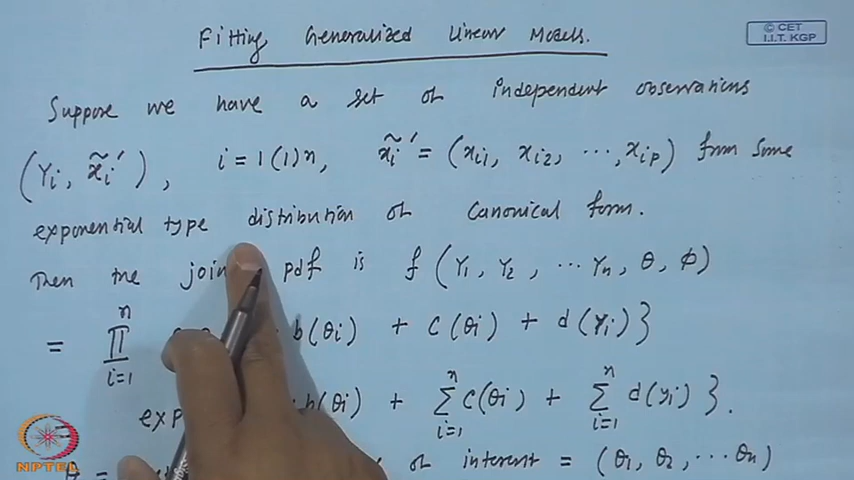 Fitting Generalized Linear Models.
© CET
I.I.T. KGP
Suppose we have a set of independent observations
(Yi, x̃i′), i = 1(1)n, x̃i′ = (xi1, xi2, ..., xip) from some
exponential type distribution of canonical form.
Then the join pdf is f(Y1, Y2, ... Yn, θ, ϕ)
= ∏_{i=1}^{n} b(θi) + c(θi) + d(yi)}
exp b(θi) + ∑_{i=1}^{n} c(θi) + ∑_{i=1}^{n} d(yi)}.
of interest = (θ1, θ2, ... θn)
NPTEL